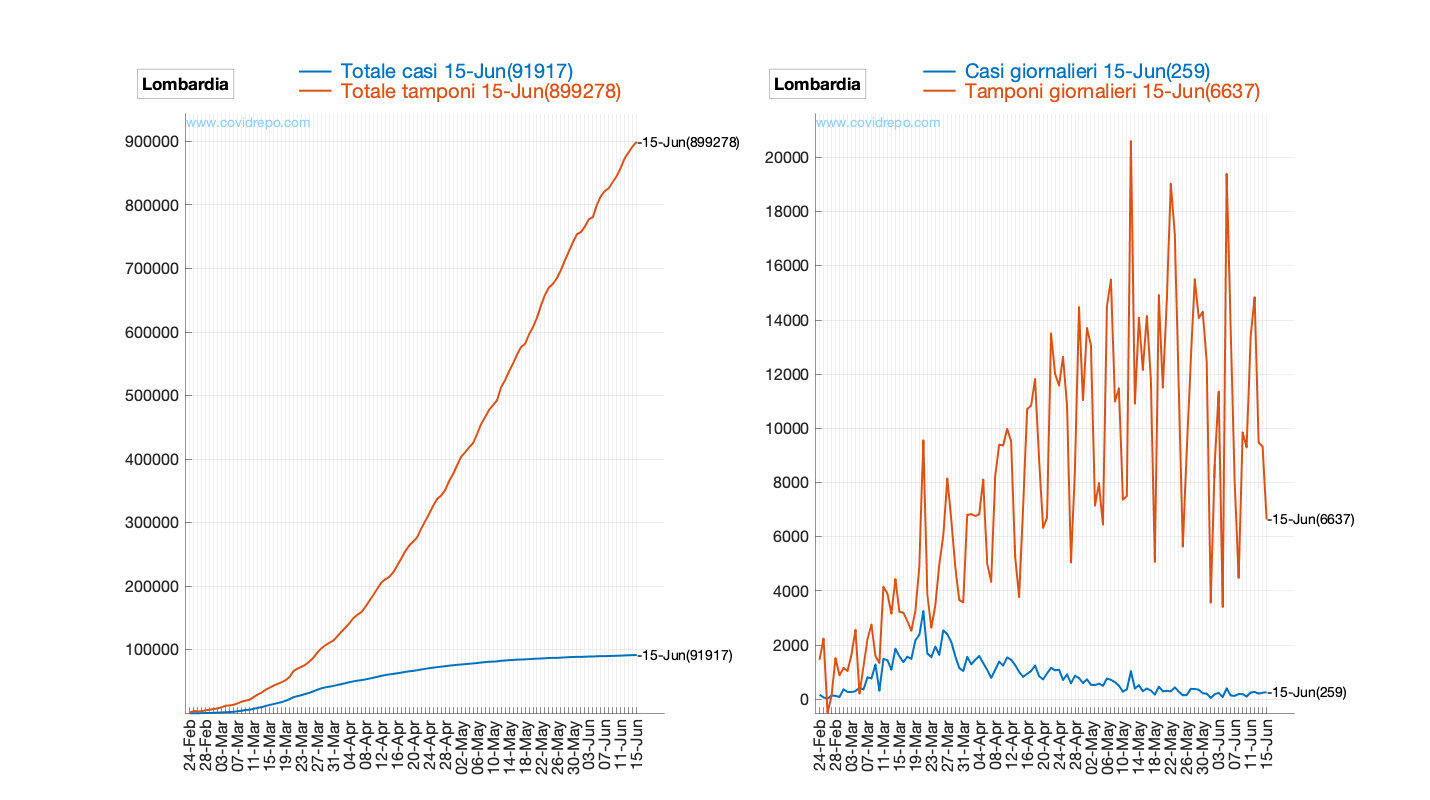 Lombardia
Totale casi 15-Jun(91917)
Totale tamponi 15-Jun(899278)
www.covidrepo.com
900000
800000
700000
600000
500000
400000
300000
200000
100000
-15-Jun(899278)
-15-Jun(91917)
24-Feb
28-Feb
03-Mar
07-Mar
11-Mar
15-Mar
19-Mar
23-Mar
27-Mar
31-Mar
04-Apr
08-Apr
12-Apr
16-Apr
20-Apr
24-Apr
28-Apr
02-May
06-May
10-May
14-May
18-May
22-May
26-May
30-May
03-Jun
07-Jun
11-Jun
15-Jun
Lombardia
Casi giornalieri 15-Jun(259)
Tamponi giornalieri 15-Jun(6637)
www.covidrepo.com
20000
18000
16000
14000
12000
10000
8000
6000
4000
2000
0
-15-Jun(6637)
-15-Jun(259)
24-Feb
28-Feb
03-Mar
07-Mar
11-Mar
15-Mar
19-Mar
23-Mar
27-Mar
31-Mar
04-Apr
08-Apr
12-Apr
16-Apr
20-Apr
24-Apr
28-Apr
02-May
06-May
10-May
14-May
18-May
22-May
26-May
30-May
03-Jun
07-Jun
11-Jun
15-Jun